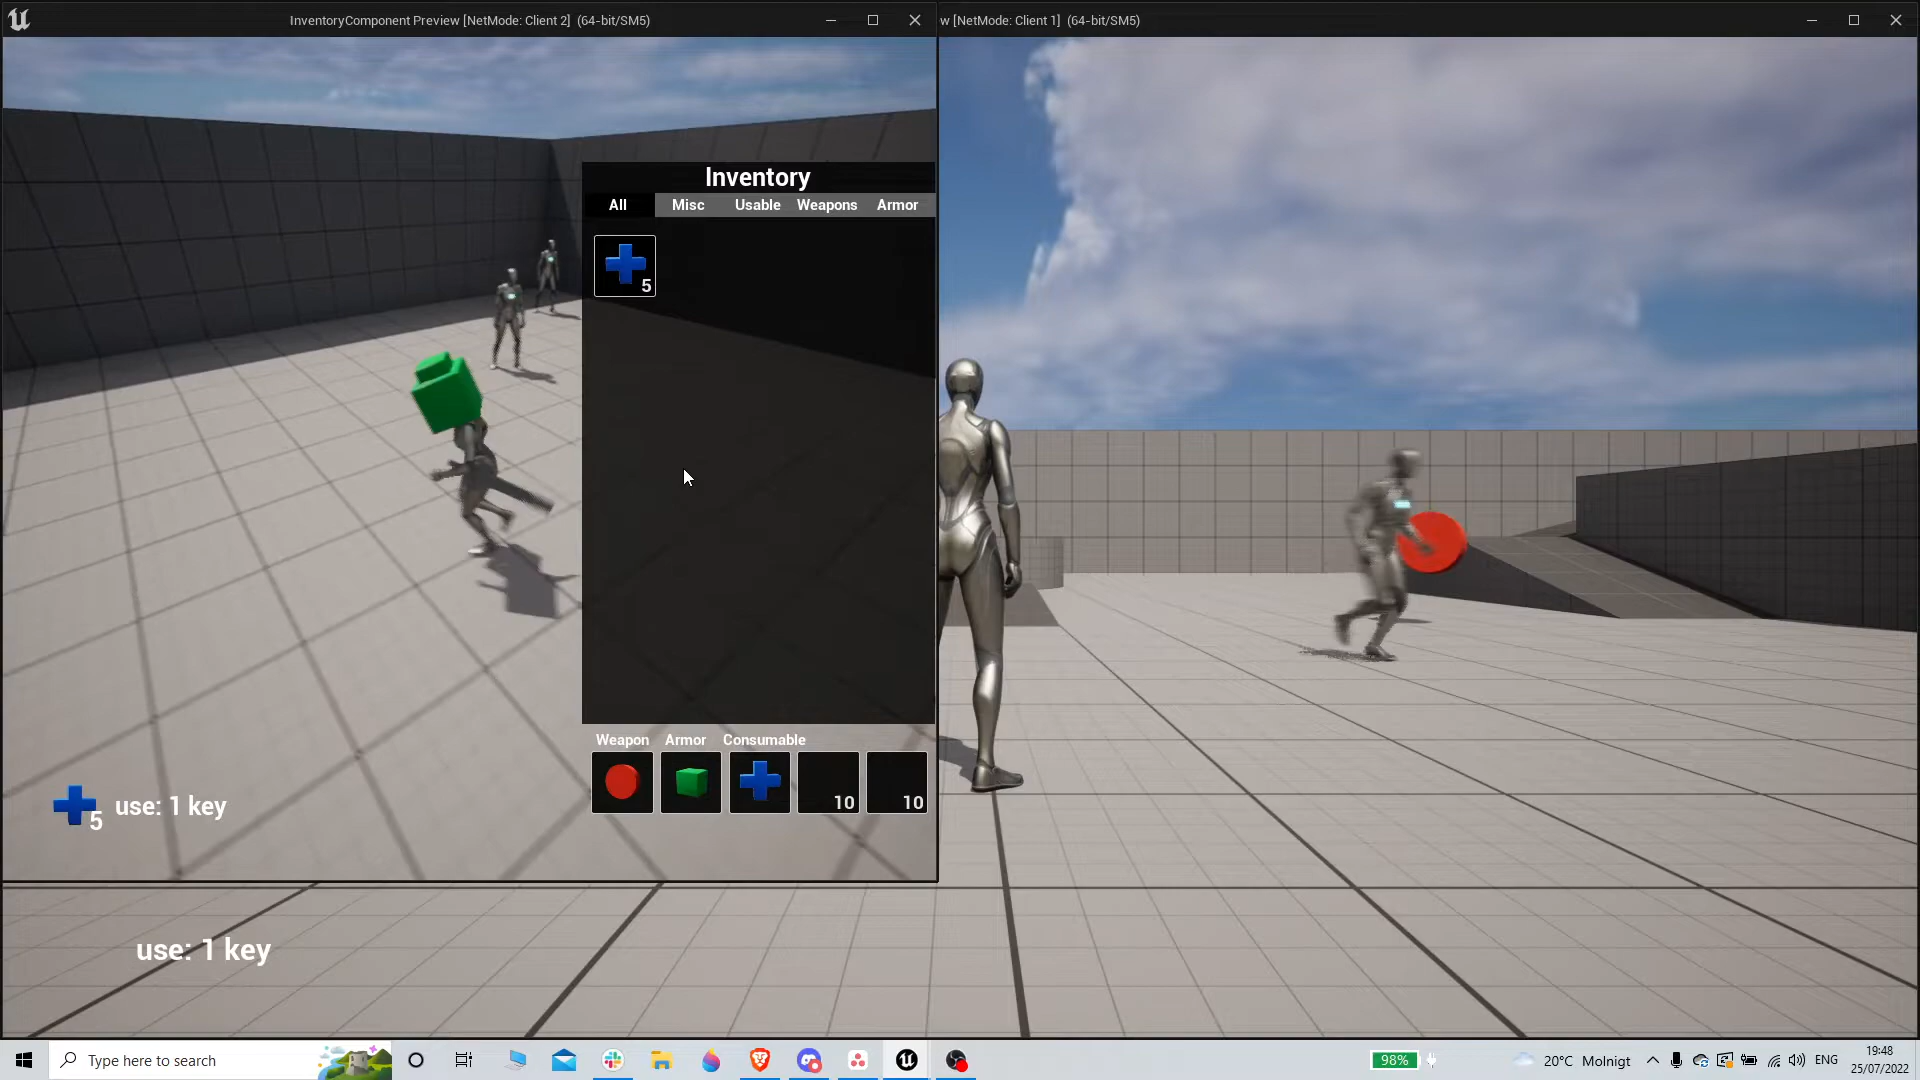 InventoryComponent Preview [NetMode: Client 2] (64-bit/SM5)
w [NetMode: Client 1] (64-bit/SM5)
Inventory
All Misc Usable Weapons Armor
5
Weapon Armor Consumable
10 10
5 use: 1 key
use: 1 key
Type here to search
98% 20°C Molnigt ENG
19:48
25/07/2022